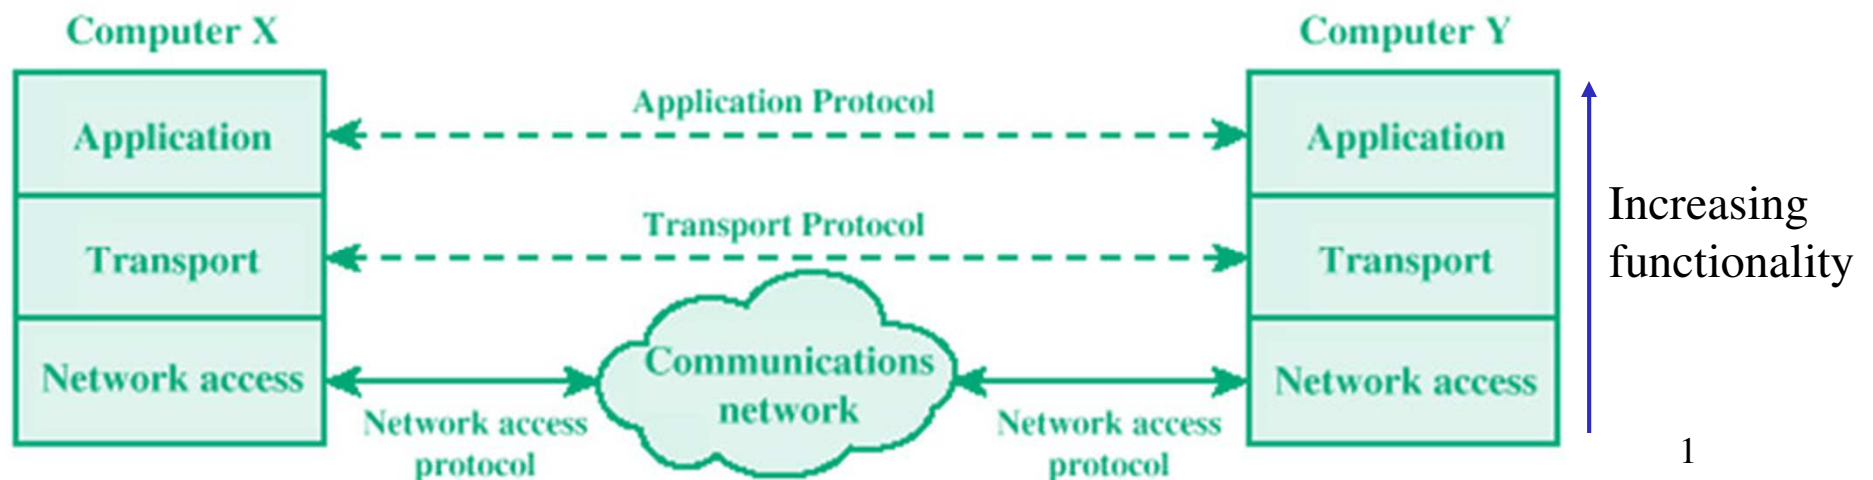 Computer X
Computer Y
Application
Application Protocol
Application
Transport
Transport Protocol
Transport
Increasing
functionality
Network access
Communications
network
Network access
Network access
protocol
Network access
protocol
1